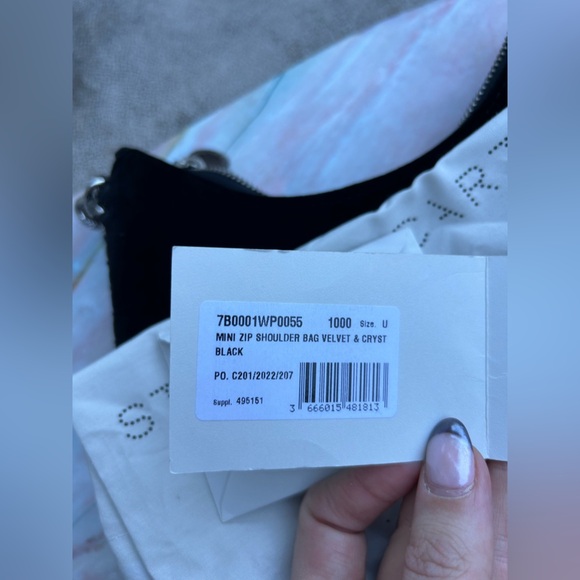 7B0001WP0055 1000 Size. U
MINI ZIP SHOULDER BAG VELVET & CRYST
BLACK
PO. C201/2022/207
Suppl. 495151
3 666015 481813